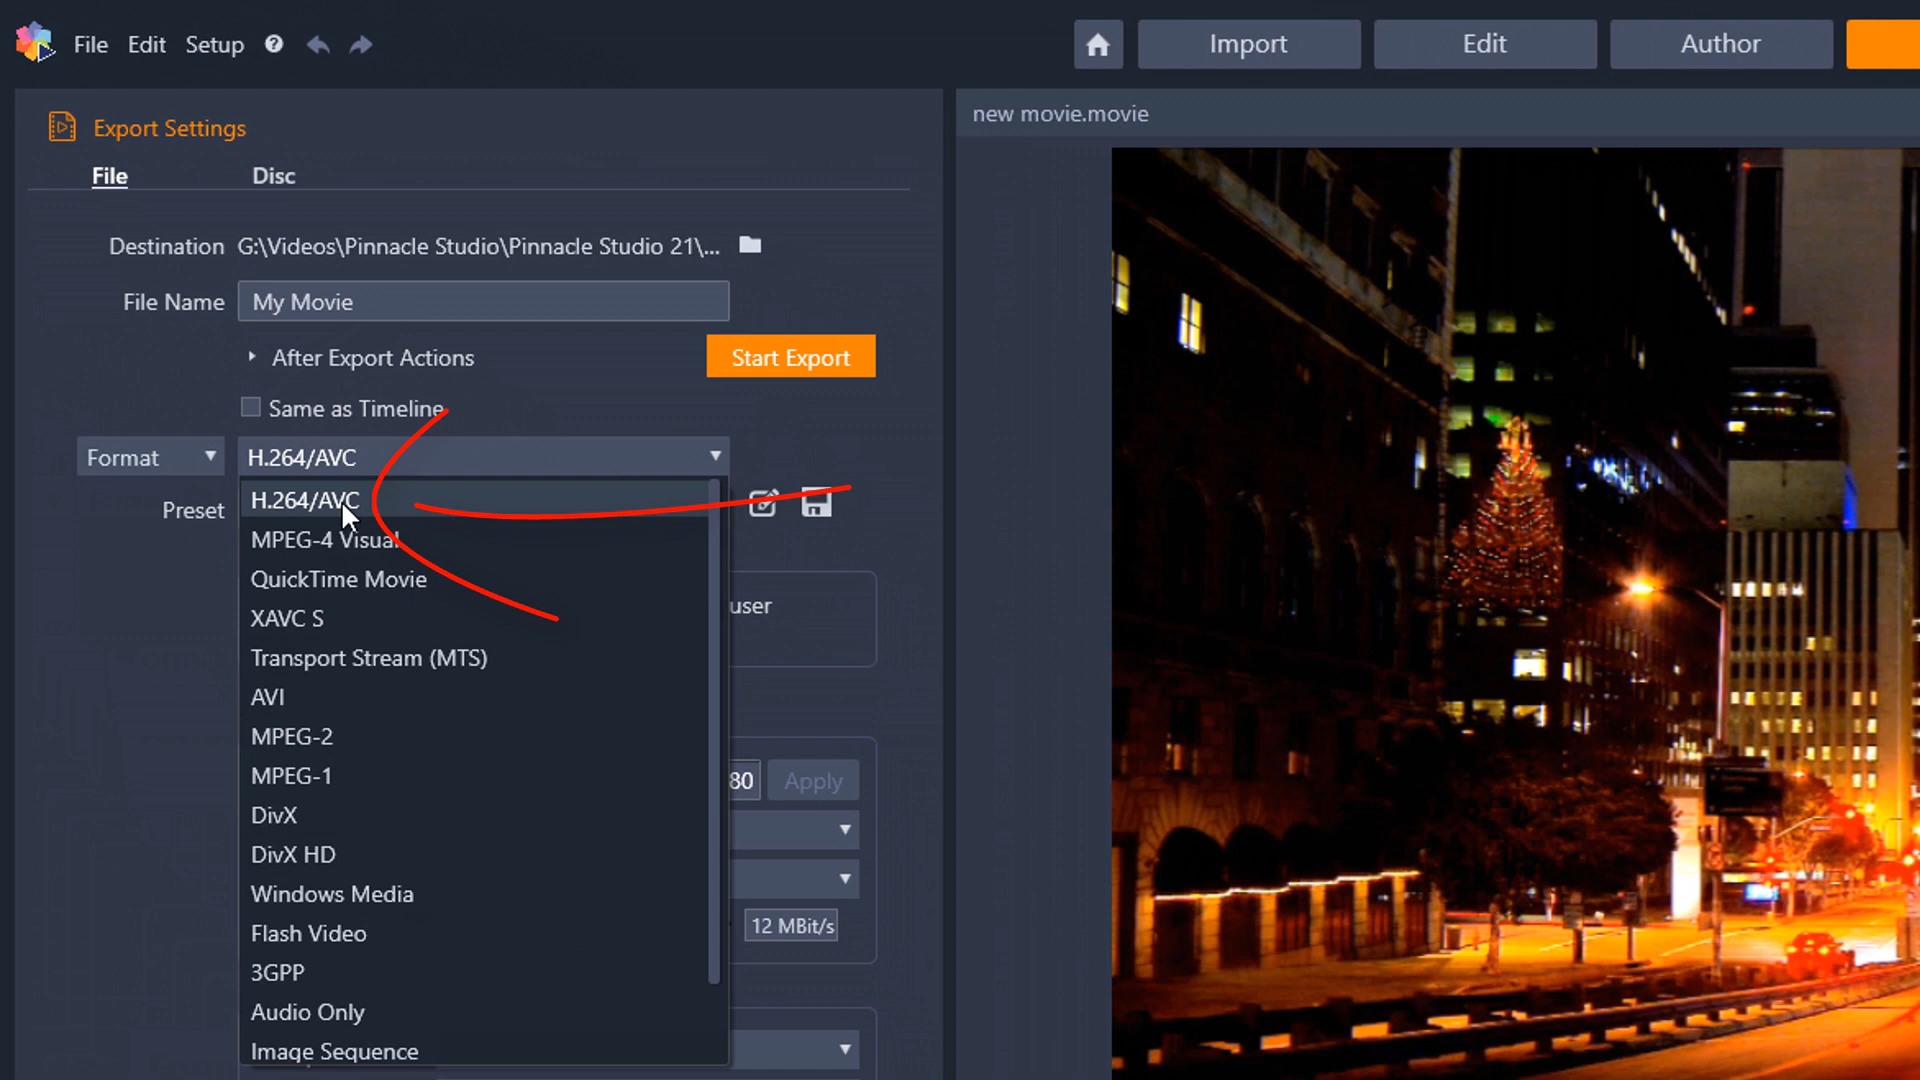 File Edit Setup ? Import Edit Author
Export Settings
new movie.movie
File Disc
Destination G:\Videos\Pinnacle Studio\Pinnacle Studio 21\...
File Name My Movie
After Export Actions Start Export
Same as Timeline
Format H.264/AVC
Preset
H.264/AVC
MPEG-4 Visual
QuickTime Movie
user
XAVC S
Transport Stream (MTS)
AVI
MPEG-2
MPEG-1
80 Apply
DivX
DivX HD
Windows Media
Flash Video
12 MBit/s
3GPP
Audio Only
Image Sequence